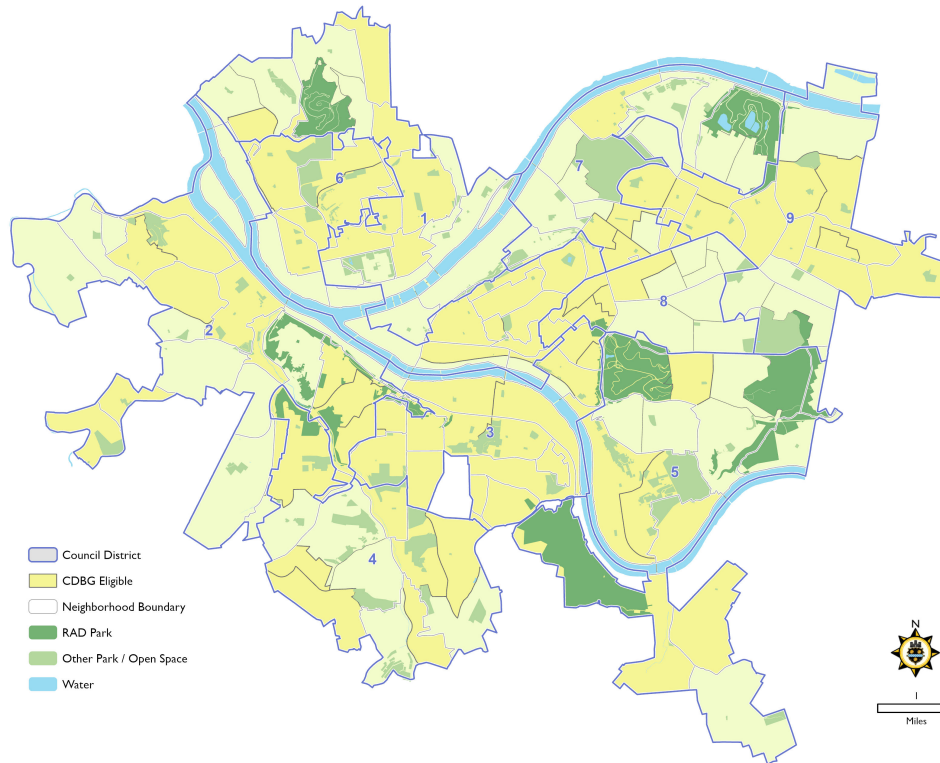 7
6
1
9
8
2
3
5
4
Council District
CDBG Eligible
Neighborhood Boundary
RAD Park
Other Park / Open Space
Water
N
1
Miles